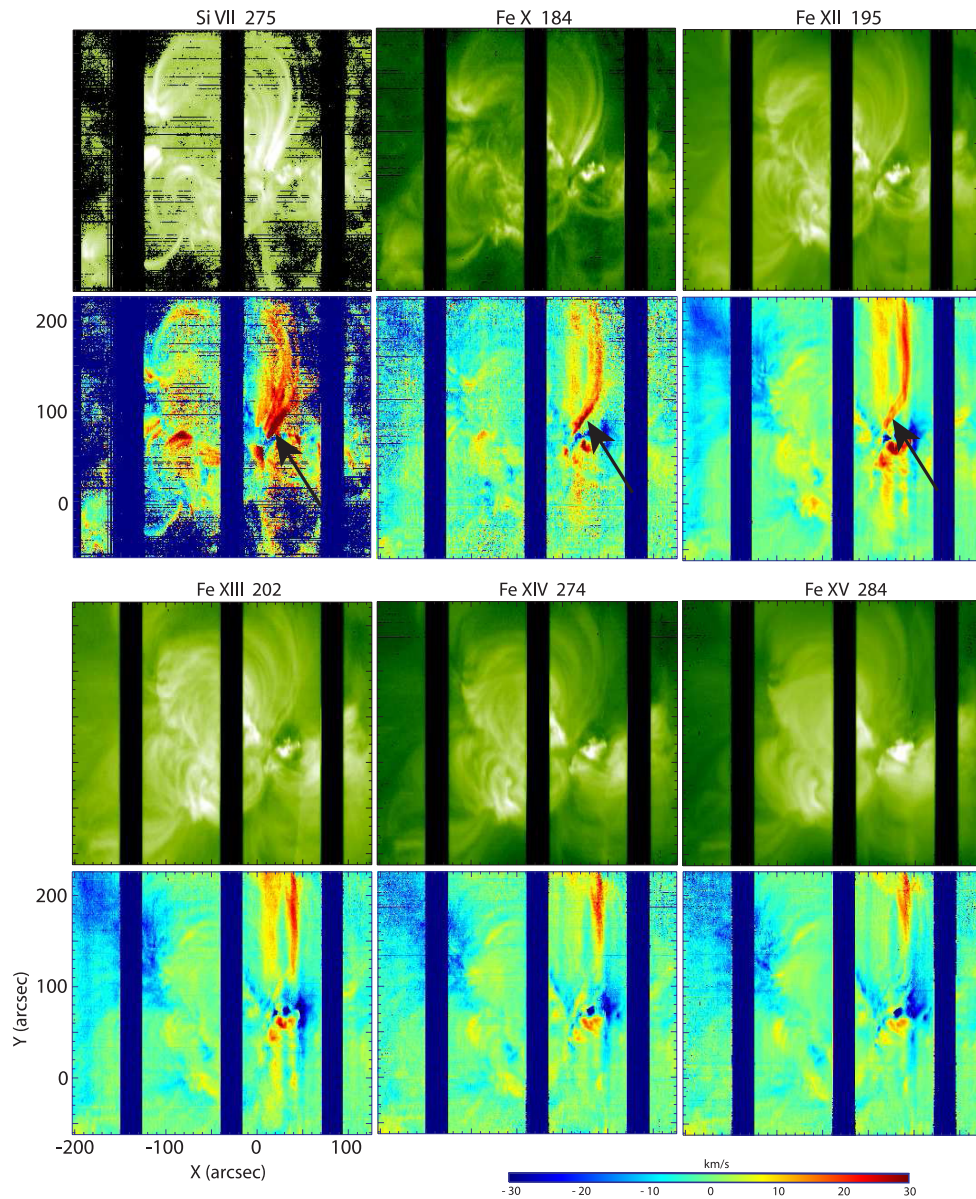 Si VII 275
Fe X 184
Fe XII 195
200
100
0
Fe XIII 202
Fe XIV 274
Fe XV 284
200
100
0
Y (arcsec)
-200
-100
0
100
X (arcsec)
km/s
-30
-20
-10
0
10
20
30